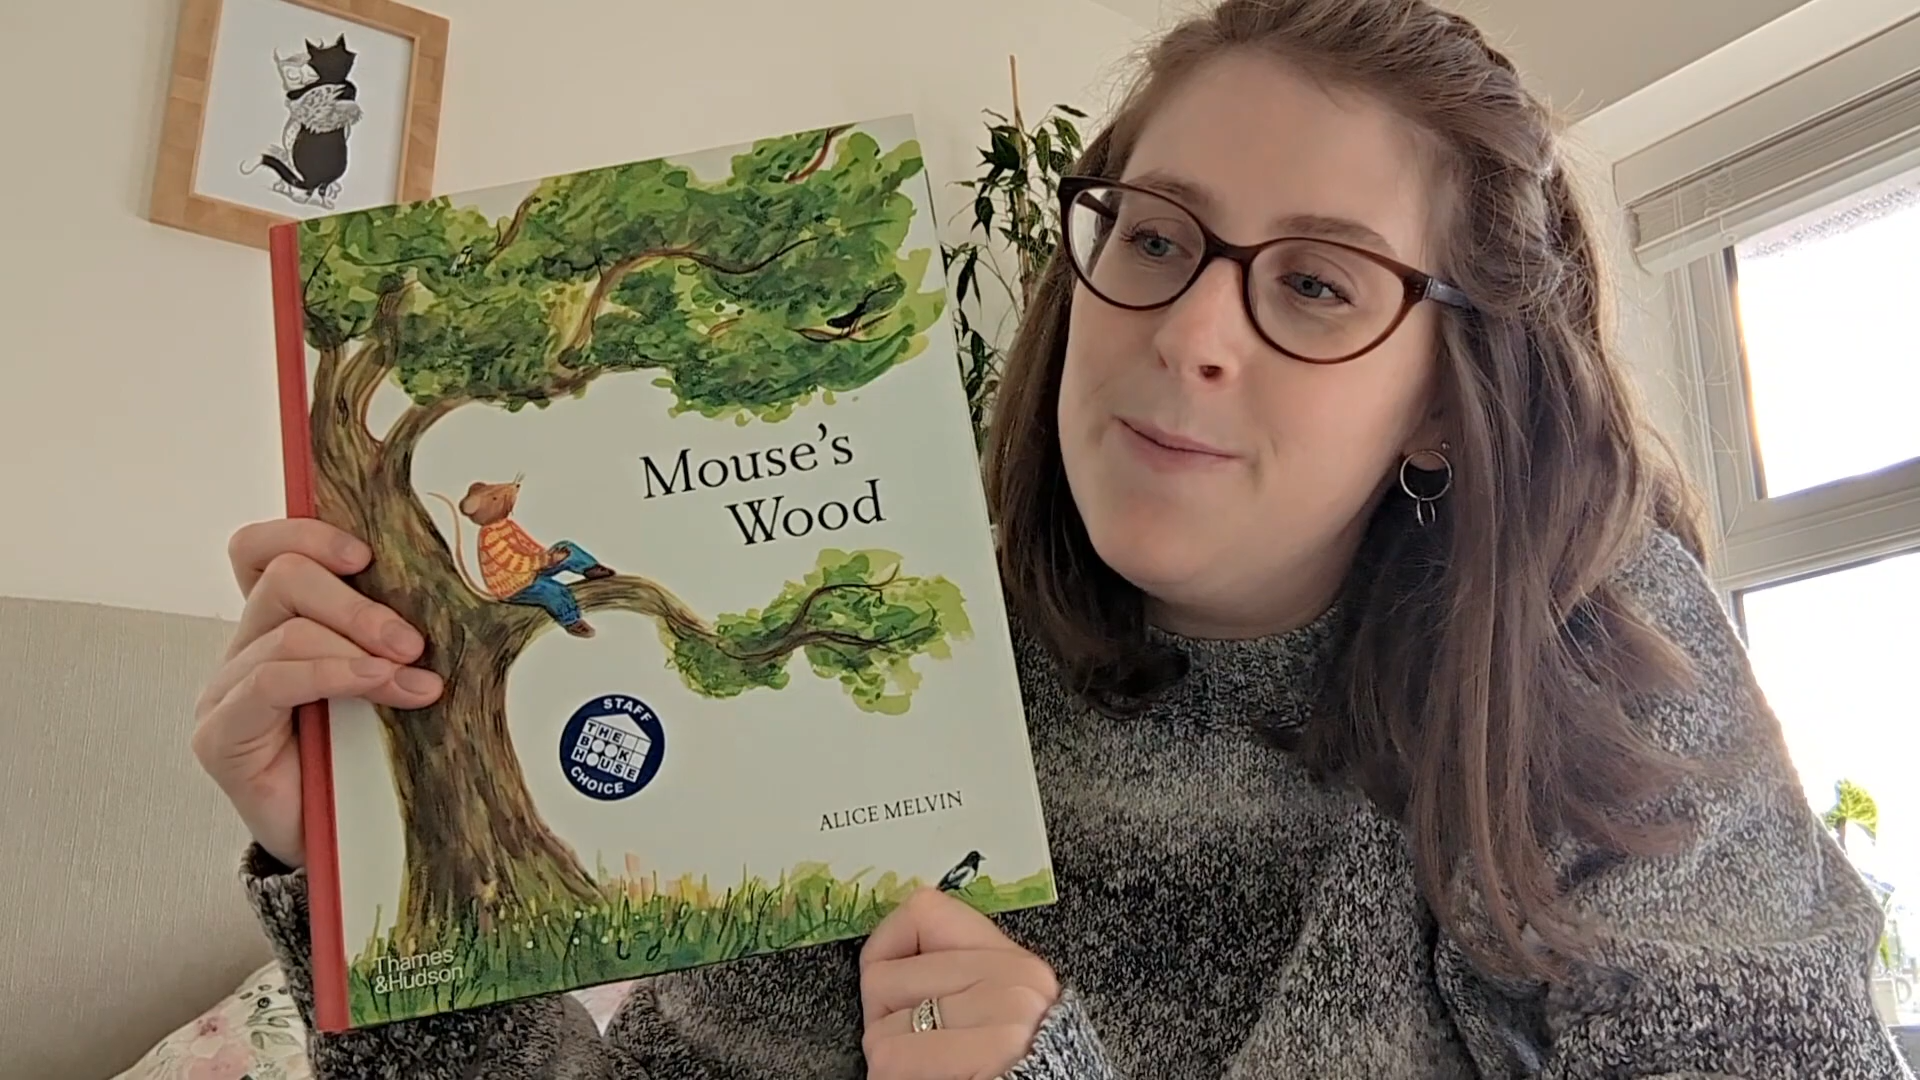 Mouse's
Wood
STAFF
THE
BOOK
HOUSE
CHOICE
ALICE MELVIN
Thames
&Hudson